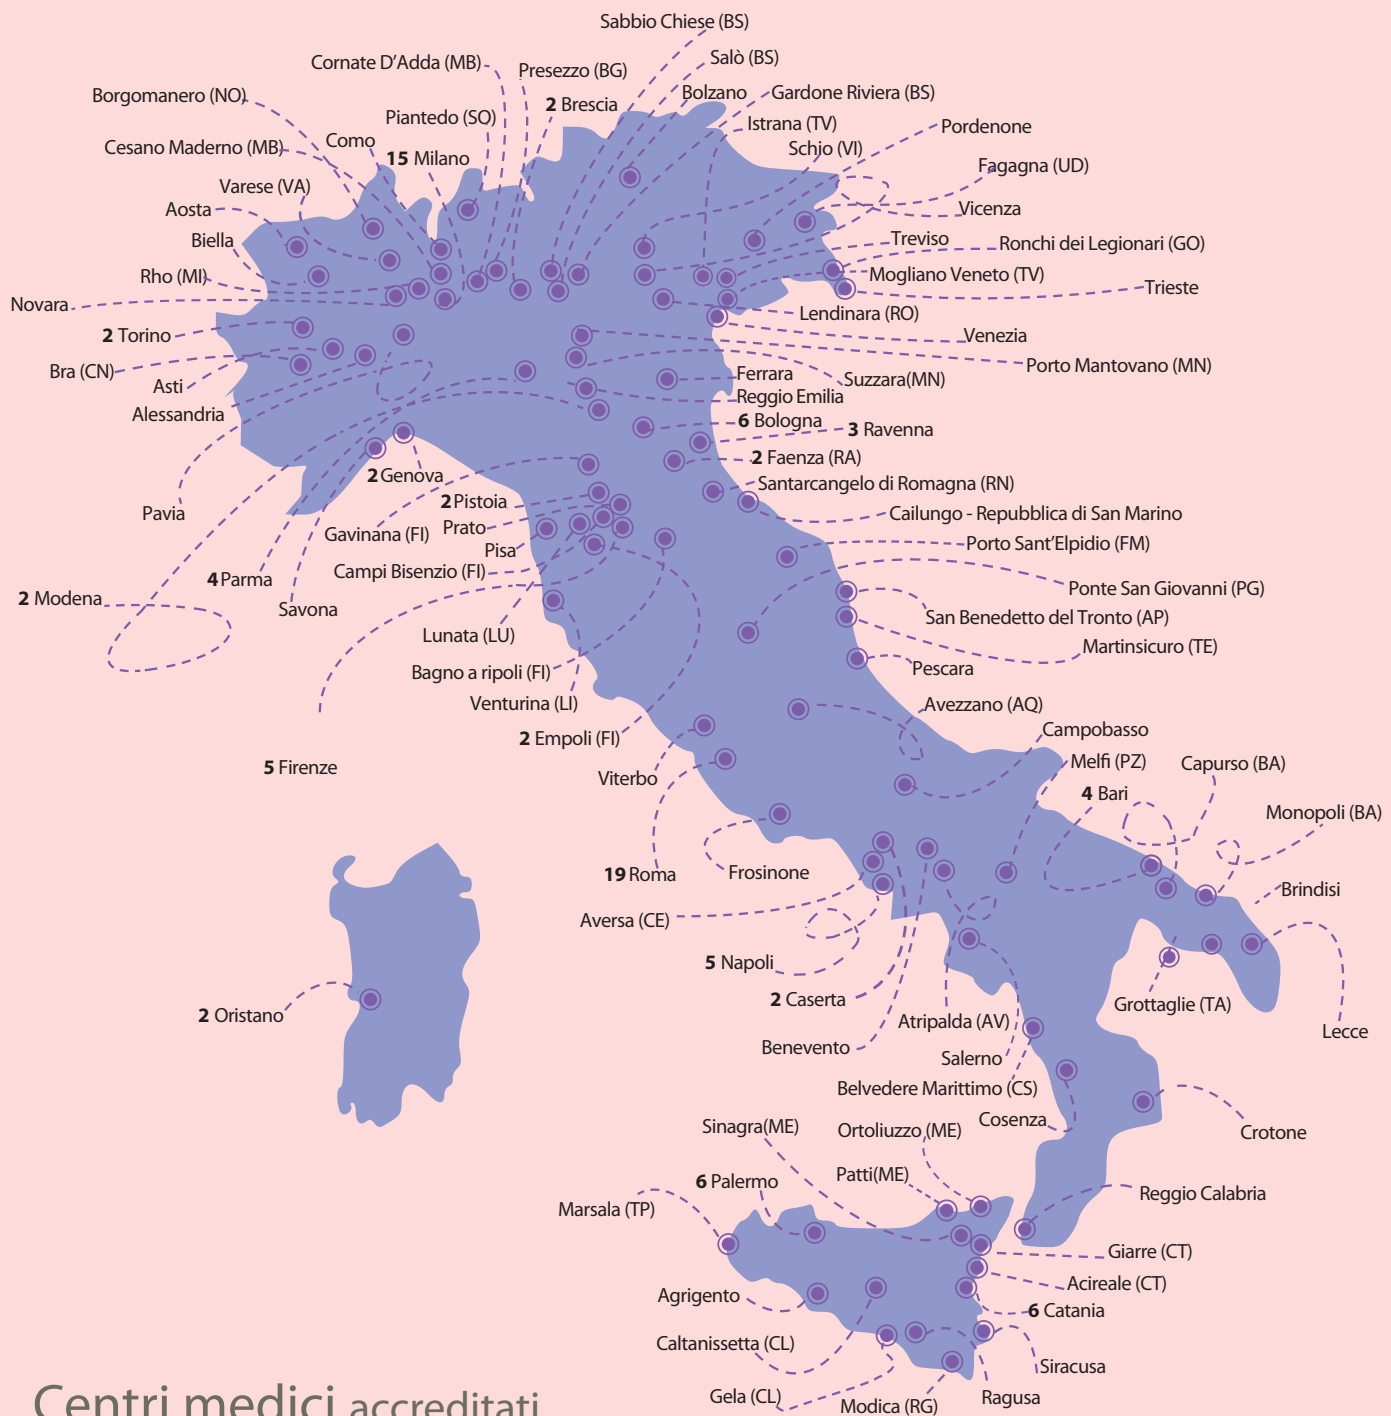 Sabbio Chiese (BS)
Cornate D'Adda (MB)
Salò (BS)
Presezzo (BG)
Borgomanero (NO)
2 Brescia
Bolzano
Gardone Riviera (BS)
Piantedo (SO)
Istrana (TV)
Pordenone
Cesano Maderno (MB)
Como
Schio (VI)
15 Milano
Fagagna (UD)
Varese (VA)
Aosta
Vicenza
Biella
Treviso
Ronchi dei Legionari (GO)
Rho (MI)
Mogliano Veneto (TV)
Trieste
Novara
Lendinara (RO)
2 Torino
Venezia
Bra (CN)
Porto Mantovano (MN)
Asti
Ferrara
Suzzara(MN)
Alessandria
Reggio Emilia
6 Bologna
3 Ravenna
2 Faenza (RA)
2 Genova
Santarcangelo di Romagna (RN)
2 Pistoia
Pavia
Cailungo - Repubblica di San Marino
Gavinana (FI)
Prato
Pisa
Porto Sant'Elpidio (FM)
Campi Bisenzio (FI)
4 Parma
Ponte San Giovanni (PG)
2 Modena
Savona
San Benedetto del Tronto (AP)
Lunata (LU)
Martinsicuro (TE)
Bagno a ripoli (FI)
Pescara
Venturina (LI)
Avezzano (AQ)
2 Empoli (FI)
Campobasso
5 Firenze
Viterbo
Melfi (PZ)
Capurso (BA)
4 Bari
Monopoli (BA)
19 Roma
Frosinone
Brindisi
Aversa (CE)
5 Napoli
2 Caserta
2 Oristano
Atripalda (AV)
Grottaglie (TA)
Lecce
Benevento
Salerno
Belvedere Marittimo (CS)
Cosenza
Sinagra(ME)
Ortoliuzzo (ME)
Crotone
Patti(ME)
6 Palermo
Reggio Calabria
Marsala (TP)
Giarre (CT)
Acireale (CT)
Agrigento
6 Catania
Caltanissetta (CL)
Siracusa
Gela (CL)
Modica (RG)
Ragusa
Centri medici accreditati